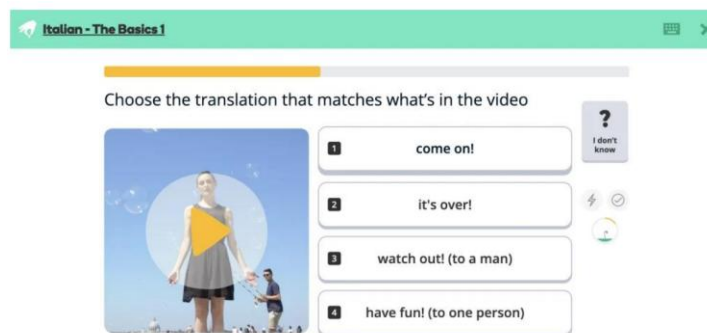 Italian - The Basics 1
Choose the translation that matches what's in the video
?
I don't
know
1 come on!
2 it's over!
3 watch out! (to a man)
4 have fun! (to one person)